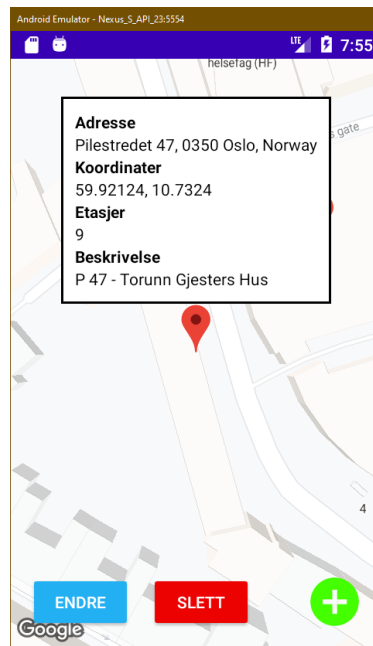 Android Emulator - Nexus_S_API_23:5554
LTE 7:55
helsefag (HF)
s gate
Adresse
Pilestredet 47, 0350 Oslo, Norway
Koordinater
59.92124, 10.7324
Etasjer
9
Beskrivelse
P 47 - Torunn Gjesters Hus
4
ENDRE SLETT +
Google